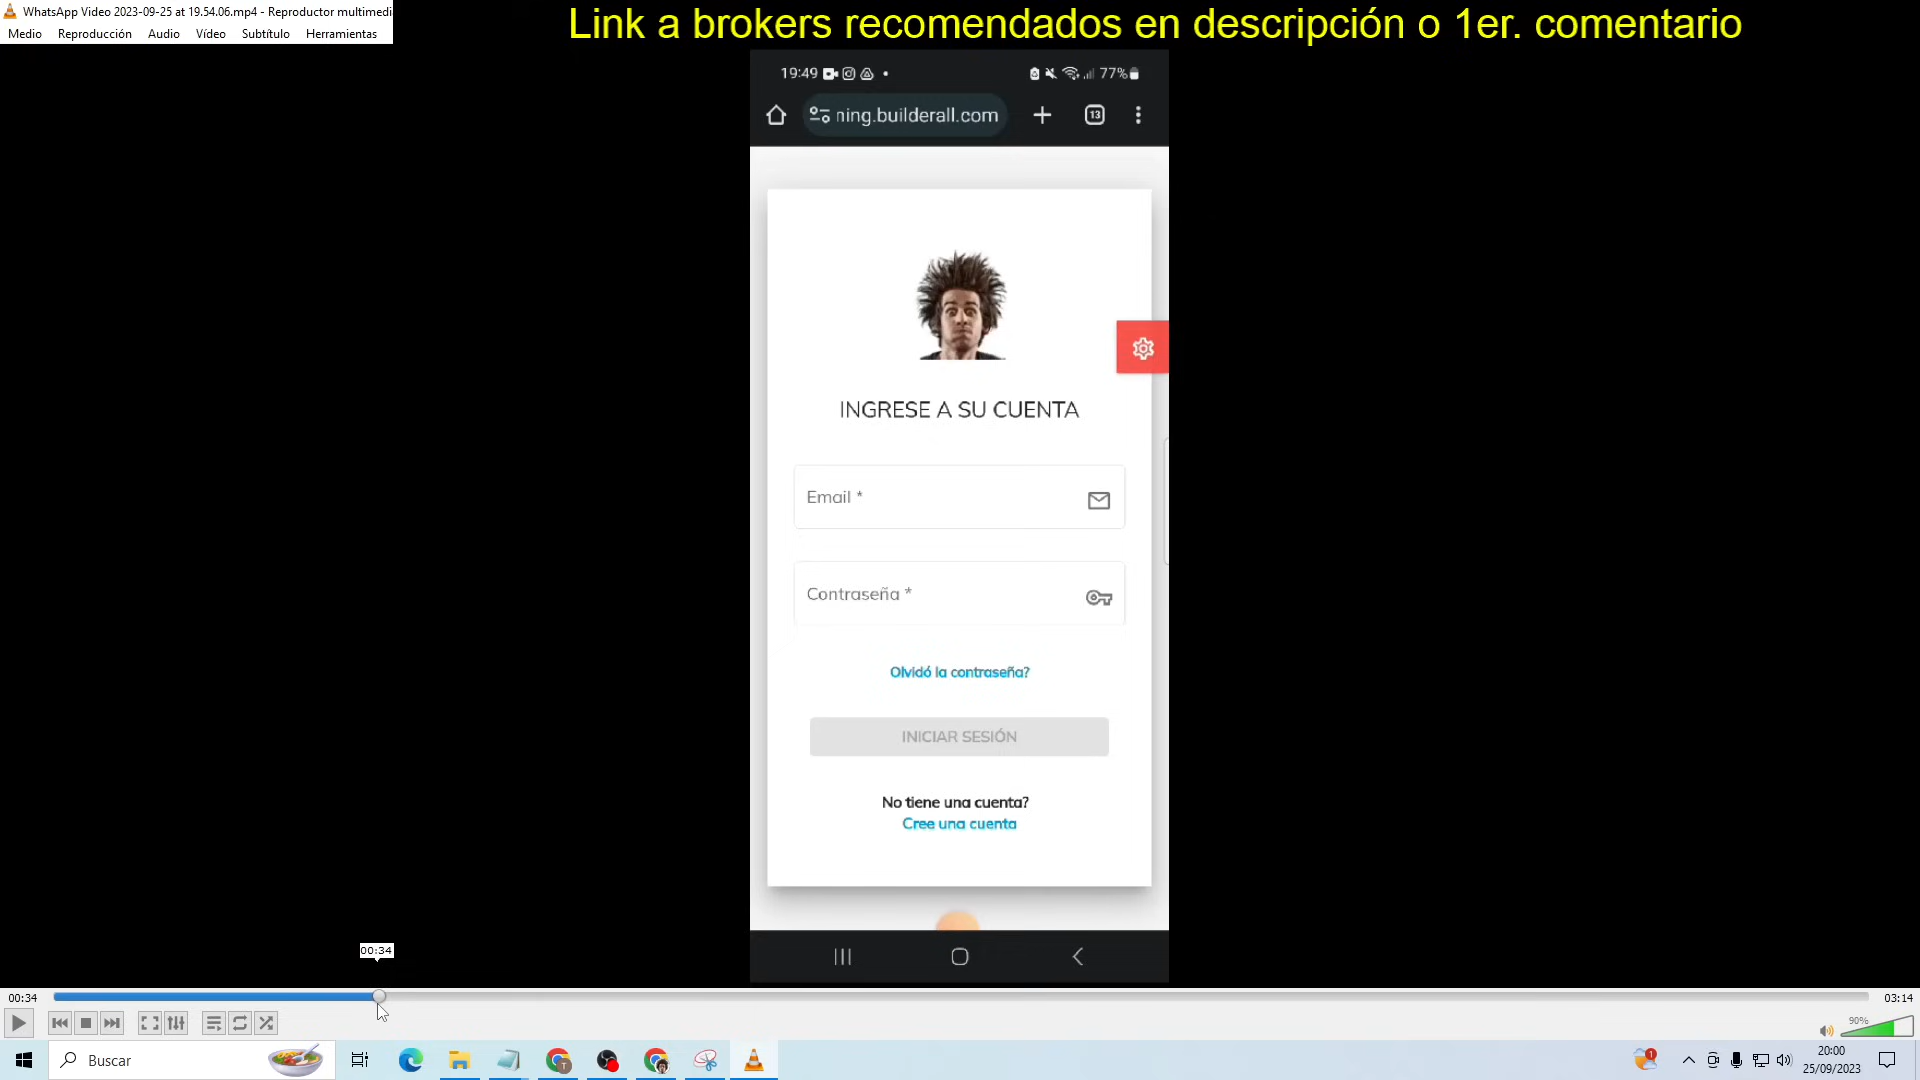 WhatsApp Video 2023-09-25 at 19.54.06.mp4 - Reproductor multimedi
Medio Reproducción Audio Vídeo Subtítulo Herramientas
Link a brokers recomendados en descripción o 1er. comentario
19:49 77%
ning.builderall.com 13
INGRESE A SU CUENTA
Email *
Contraseña *
Olvidó la contraseña?
INICIAR SESIÓN
No tiene una cuenta?
Cree una cuenta
00:34
00:34 03:14
90%
Buscar
T
1
20:00
25/09/2023